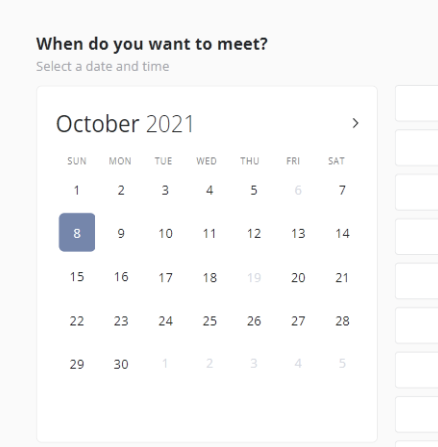 When do you want to meet?
Select a date and time
October 2021 >
SUN MON TUE WED THU FRI SAT
1 2 3 4 5 6 7
8 9 10 11 12 13 14
15 16 17 18 19 20 21
22 23 24 25 26 27 28
29 30 1 2 3 4 5